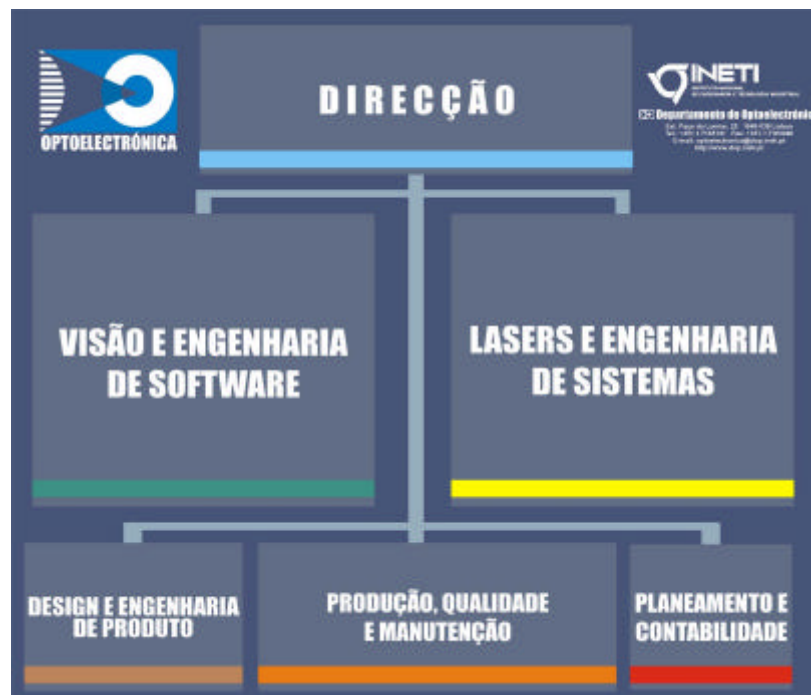 OPTOELECTRÓNICA
DIRECÇÃO
INETI
Departamento de Optoelectrónica
VISÃO E ENGENHARIA
DE SOFTWARE
LASERS E ENGENHARIA
DE SISTEMAS
DESIGN E ENGENHARIA
DE PRODUTO
PRODUÇÃO, QUALIDADE
E MANUTENÇÃO
PLANEAMENTO E
CONTABILIDADE